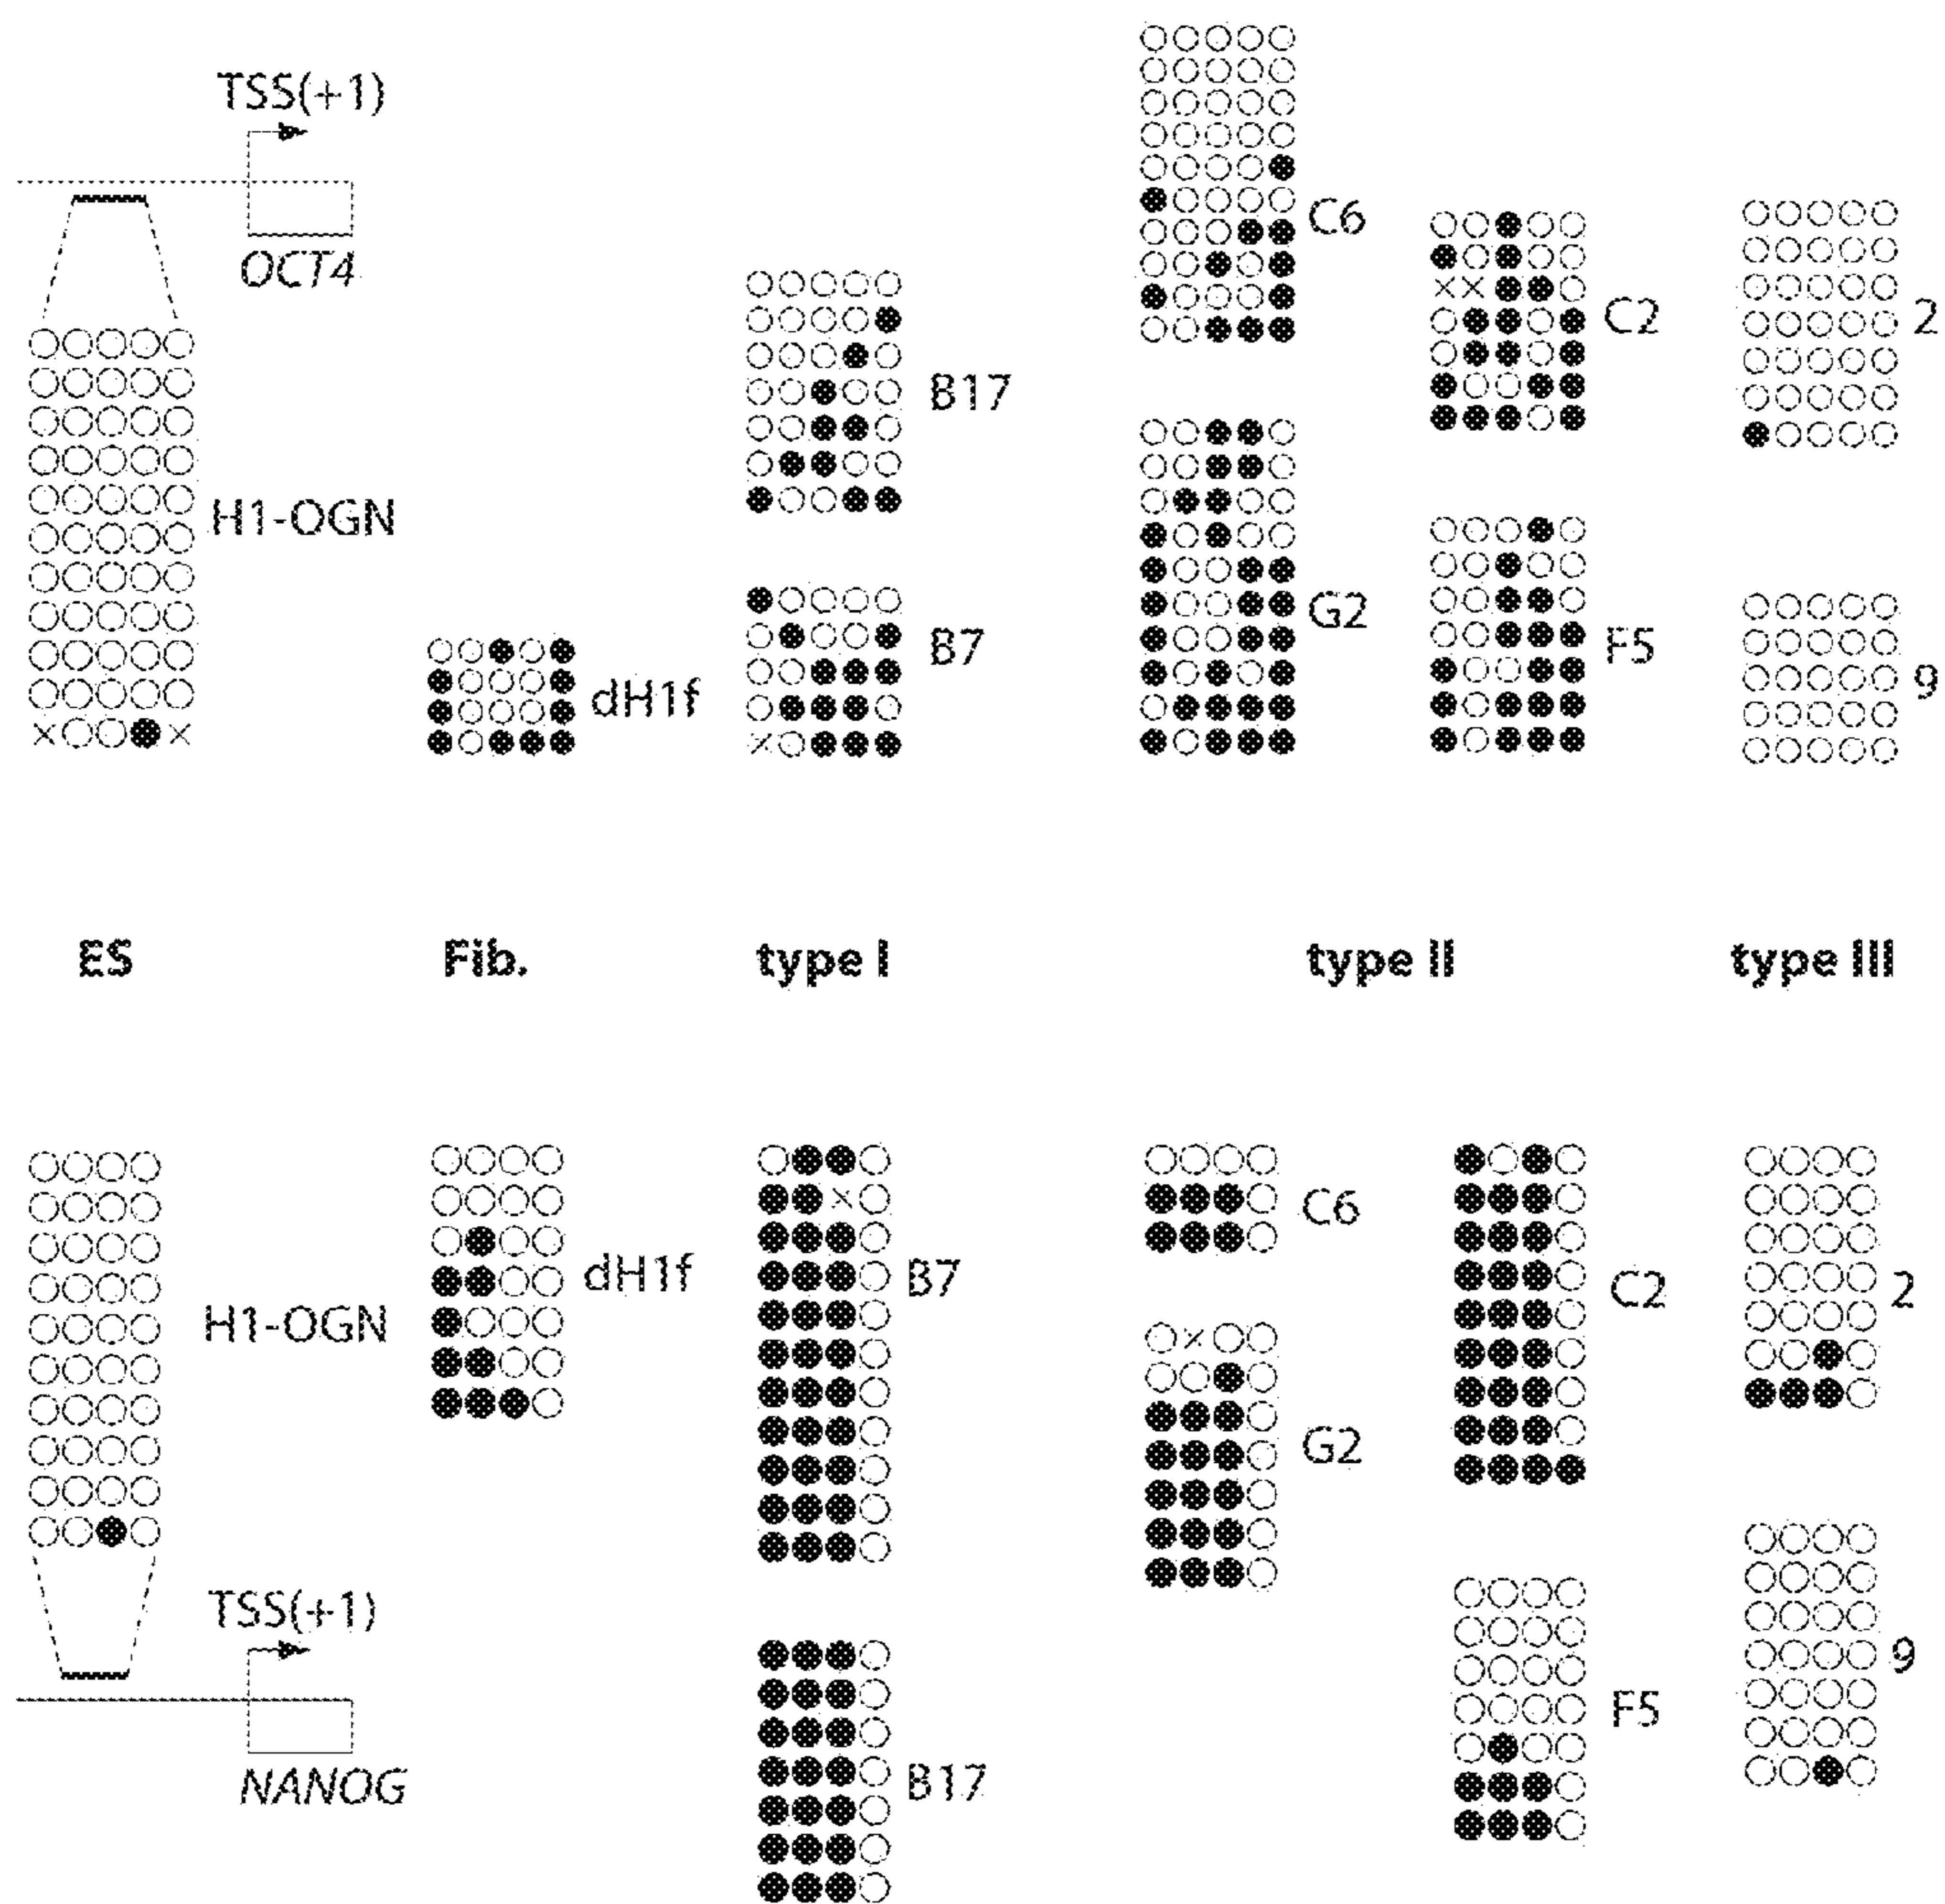 TSS(+1)
OCT4
H1-OGN
dH1f
B17
B7
C6
G2
C2
F5
2
9
ES Fib. type I type II type III
H1-OGN
TSS(+1)
NANOG
dH1f
B7
B17
C6
G2
C2
F5
2
9